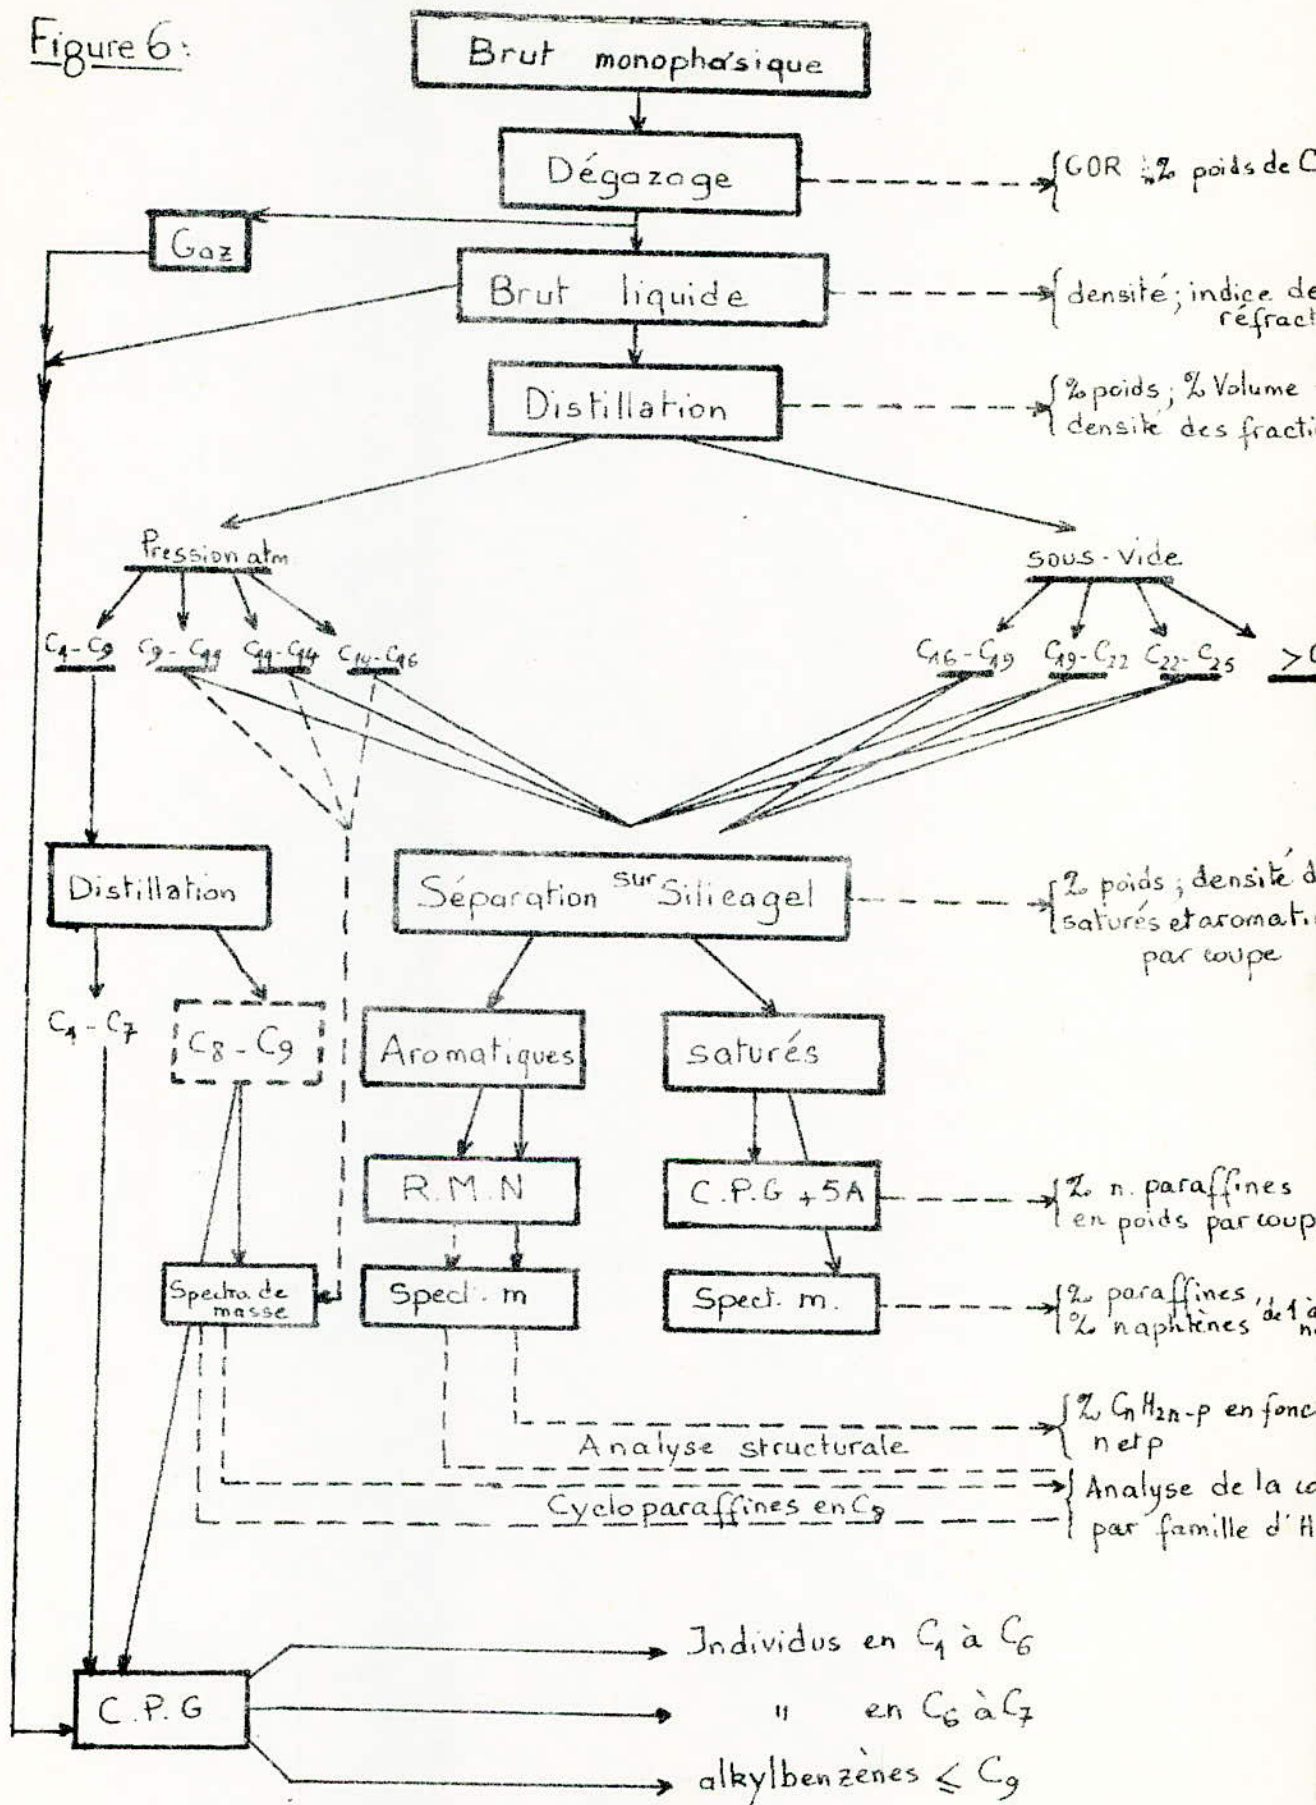 Figure 6:
Brut monophasique
Dégazage
{GOR ; % poids de C
Gaz
Brut liquide
{densité; indice de
réfract
Distillation
{% poids; % Volume
densité des fracti
Pression atm
sous-vide
C1-C9 C9-C11 C11-C14 C14-C16
C16-C19 C19-C22 C22-C25 >C
Distillation
Séparation sur Silicagel
{% poids; densité d
saturés et aromati
par coupe
C1-C7
C8-C9
Aromatiques
saturés
R.M.N
C.P.G + 5A
{% n. paraffines
en poids par coup
Spectro. de
masse
Spect. m
Spect. m.
{% paraffines
% naphtènes de 1 à
{% CnH2n-p en fonc
n et p
Analyse structurale
Cycloparaffines en C8
{Analyse de la co
par famille d'H
Individus en C1 à C6
C.P.G
" en C6 à C7
alkylbenzènes ≤ C9